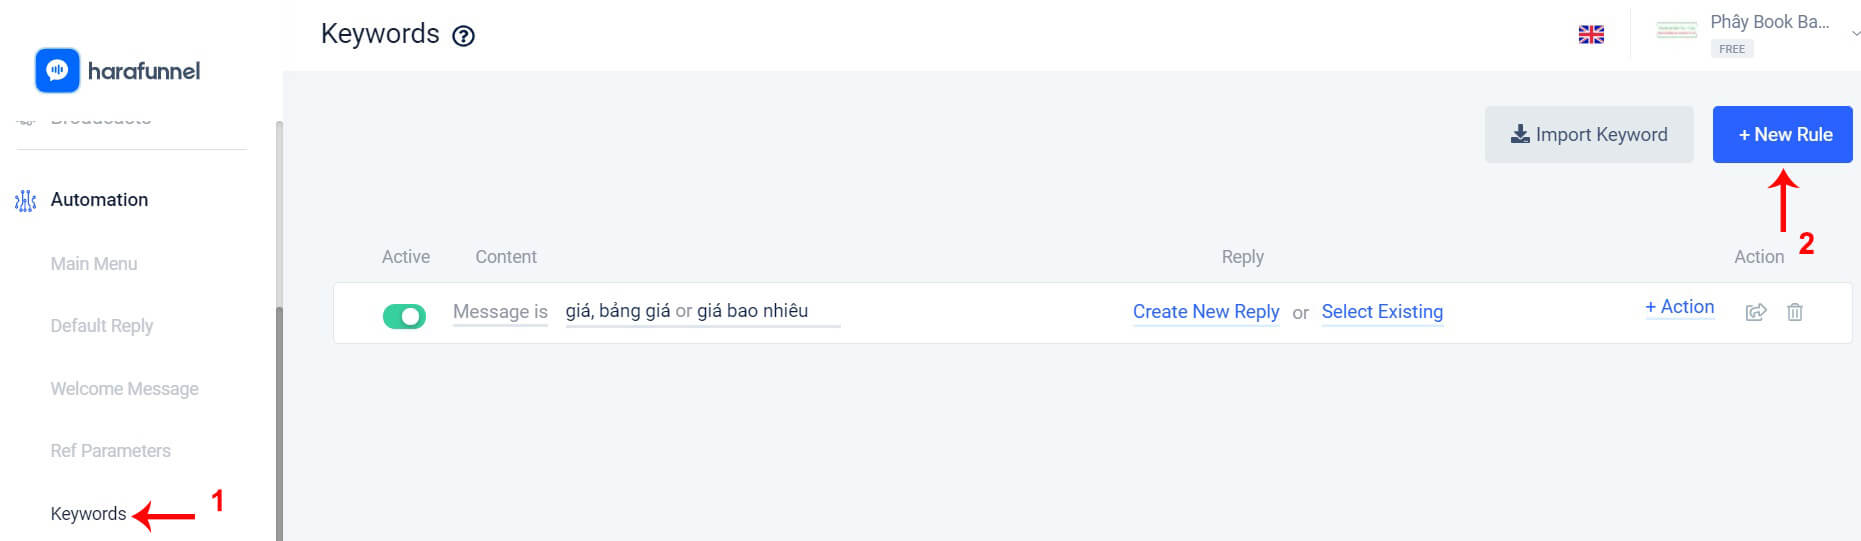 Keywords
Phây Book Ba...
FREE
harafunnel
Broadcasts
Import Keyword
+ New Rule
Automation
2
Main Menu
Active Content Reply Action
Message is giá, bảng giá or giá bao nhiêu Create New Reply or Select Existing + Action
Default Reply
Welcome Message
Ref Parameters
Keywords 1